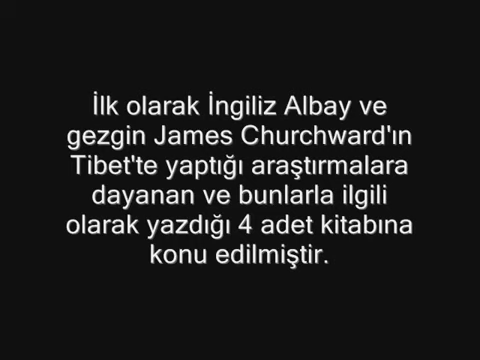 İlk olarak İngiliz Albay ve
gezgin James Churchward'ın
Tibet'te yaptığı araştırmalara
dayanan ve bunlarla ilgili
olarak yazdığı 4 adet kitabına
konu edilmiştir.